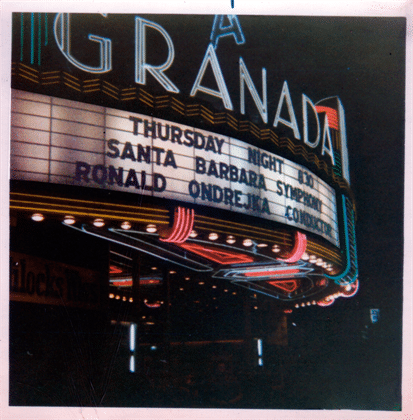 GRANADA
THURSDAY NIGHT 8:30
SANTA BARBARA SYMPHONY
RONALD ONDREJKA CONDUCTOR